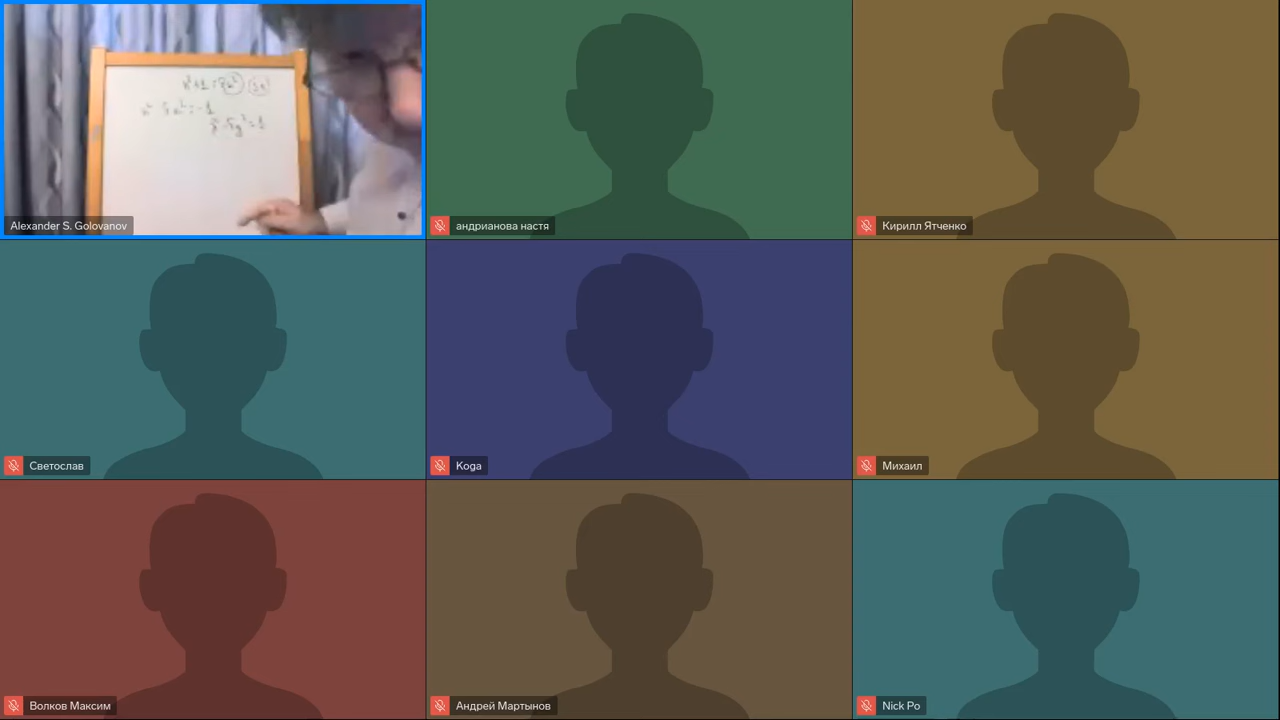 Alexander S. Golovanov
андрианова настя
Кирилл Ятченко
Светослав
Koga
Михаил
Волков Максим
Андрей Мартынов
Nick Po